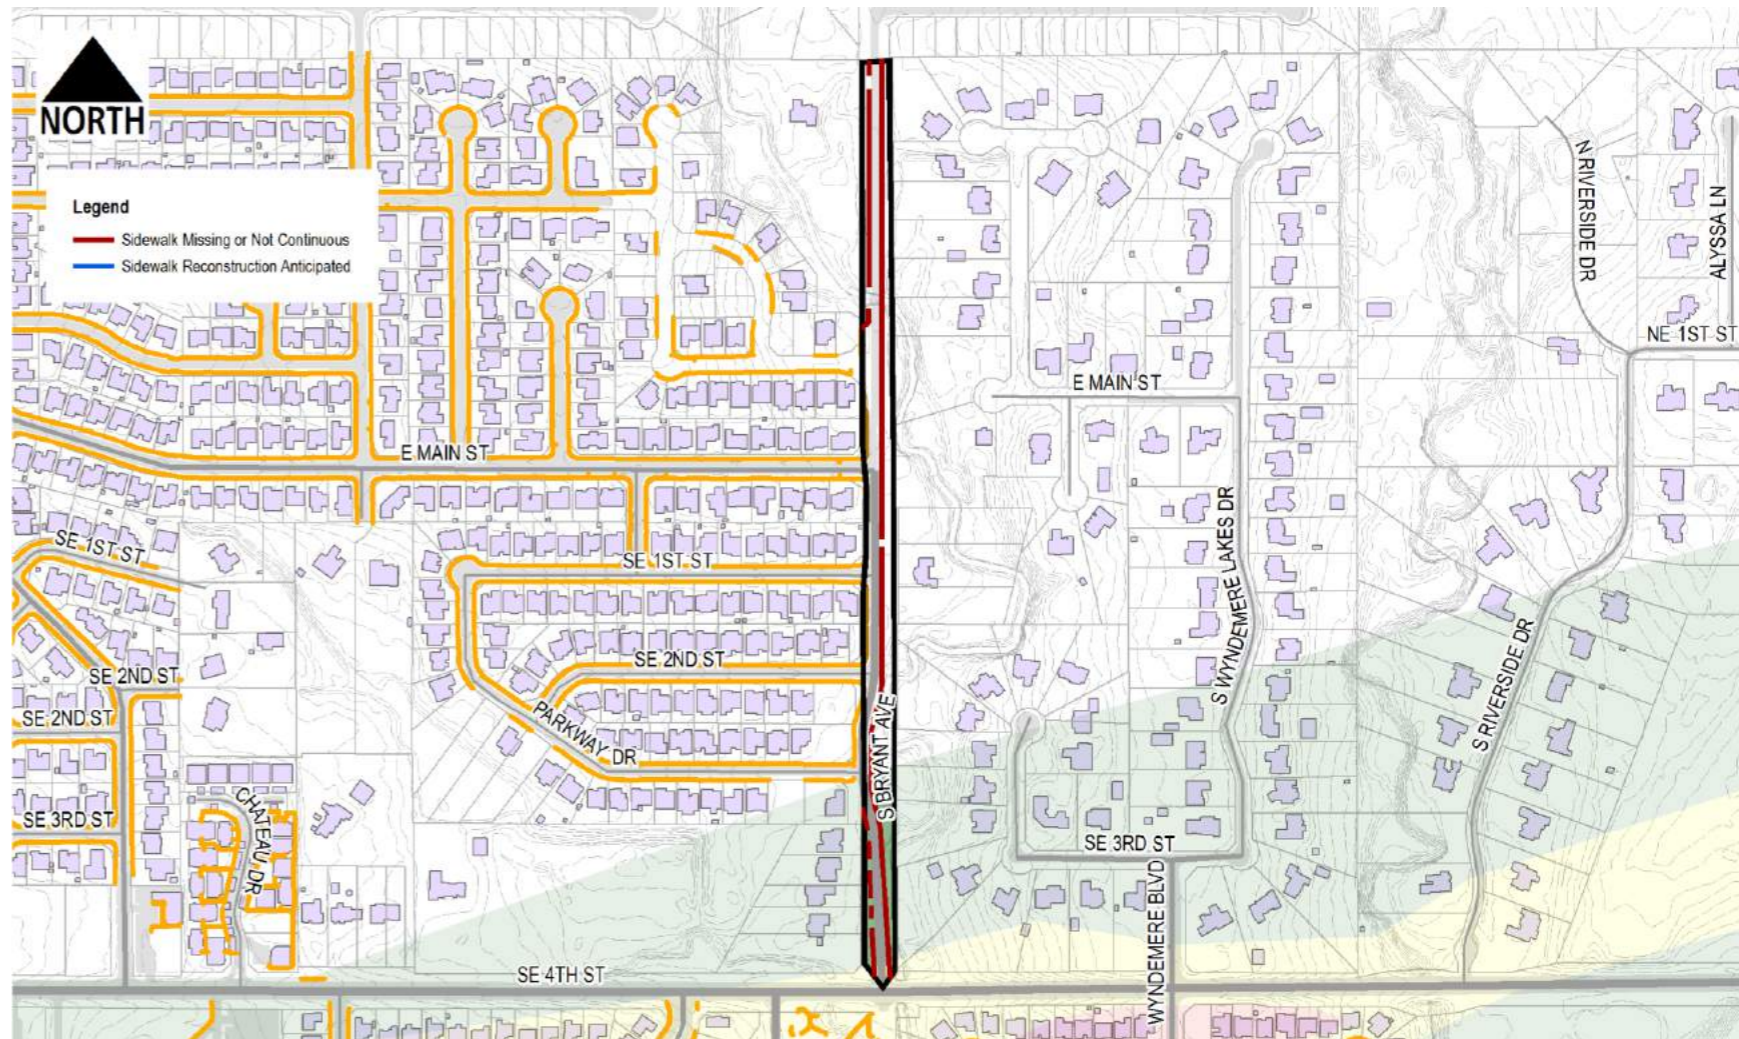 NORTH
Legend
Sidewalk Missing or Not Continuous
Sidewalk Reconstruction Anticipated
N RIVERSIDE DR
ALYSSA LN
NE 1ST ST
E MAIN ST
E MAIN ST
SE 1ST ST
SE 1ST ST
S WYNDEMERE LAKES DR
SE 2ND ST
SE 2ND ST
SE 2ND ST
S RIVERSIDE DR
PARKWAY DR
S BRYANT AVE
SE 3RD ST
CHATEAU DR
SE 3RD ST
WYNDEMERE BLVD
SE 4TH ST